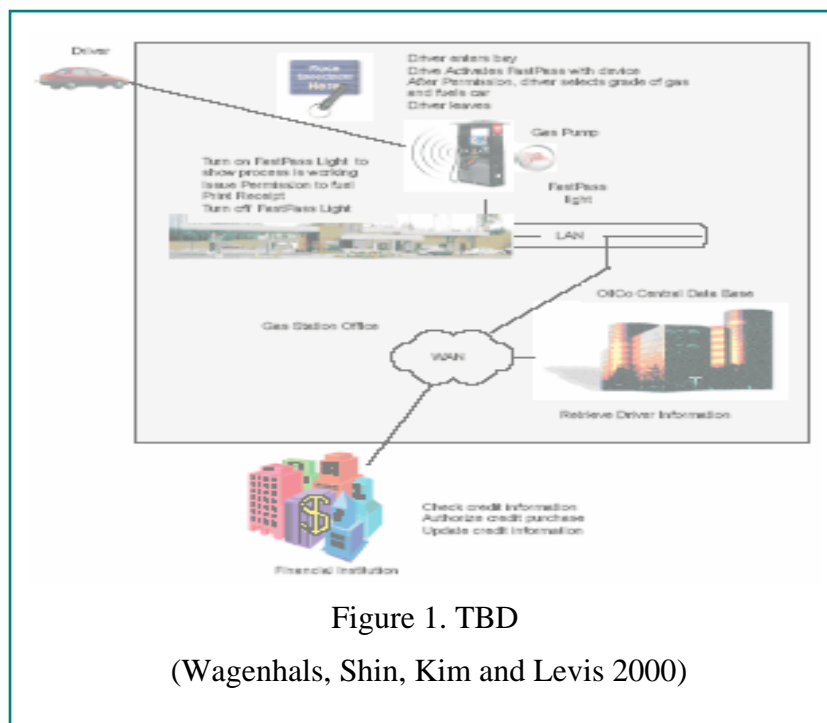 Driver
Driver enters bay
Drive Activates FastPass with device
After Permission, driver selects grade of gas
and fuels car
Driver leaves
Here
Gas Pump
Turn on FastPass Light to
show process is working
Issue Permission to fuel
Print Receipt
Turn off FastPass Light
FastPass
light
LAN
OilCo Central Data Base
Gas Station Office
WAN
Retrieve Driver Information
$
Check credit information
Authorize credit purchase
Update credit information
Financial Institution
Figure 1. TBD
(Wagenhals, Shin, Kim and Levis 2000)